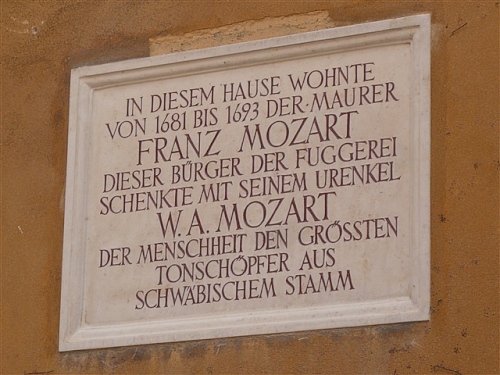 IN DIESEM HAUSE WOHNTE
VON 1681 BIS 1693 DER·MAURER
FRANZ MOZART
DIESER BÜRGER DER FUGGEREI
SCHENKTE MIT SEINEM URENKEL
W.A. MOZART
DER MENSCHHEIT DEN GRÖSSTEN
TONSCHÖPFER AUS
SCHWÄBISCHEM STAMM